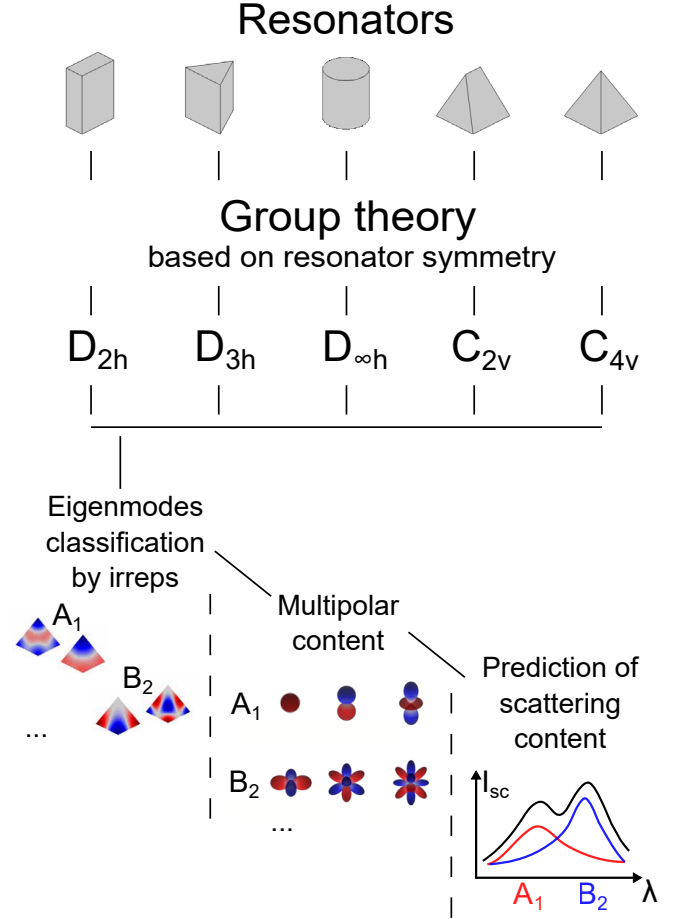 Resonators
Group theory
based on resonator symmetry
D2h D3h D∞h C2v C4v
Eigenmodes
classification
by irreps
A1
B2
...
Multipolar
content
A1
B2
...
Prediction of
scattering
content
Isc
λ
A1 B2